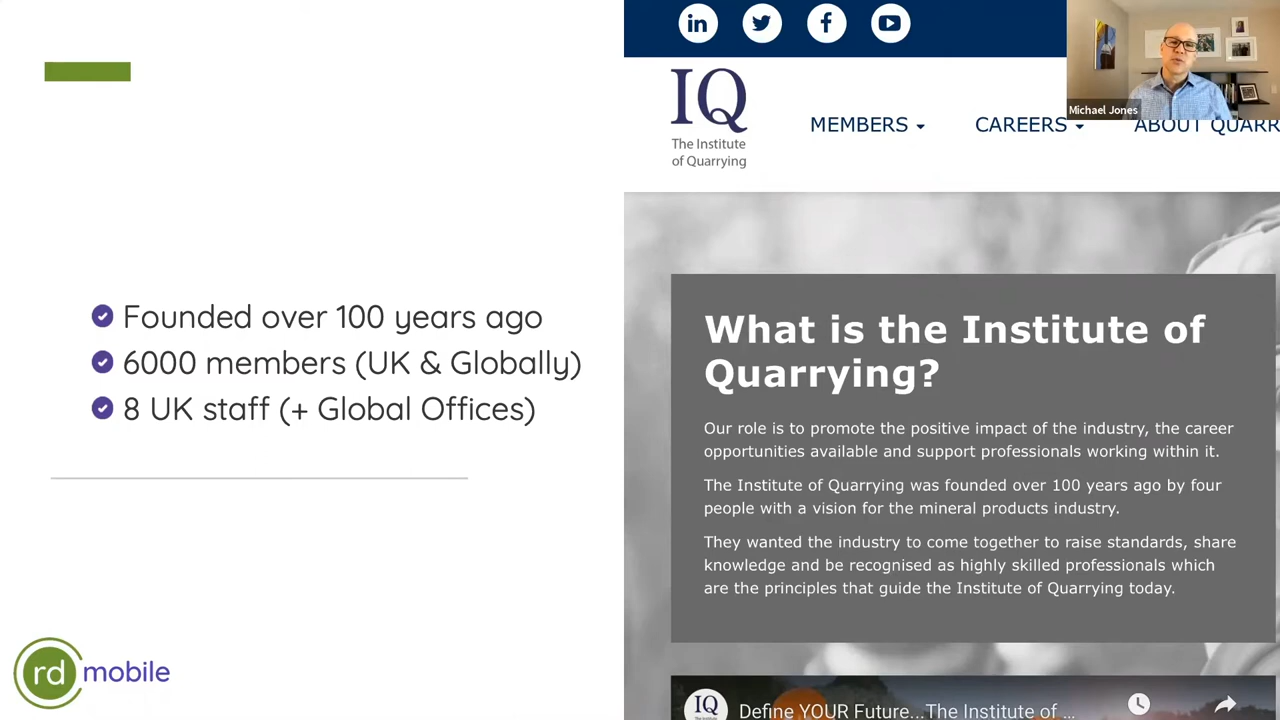 Founded over 100 years ago
6000 members (UK & Globally)
8 UK staff (+ Global Offices)
rd mobile
IQ
The Institute
of Quarrying
MEMBERS
CAREERS
ABOUT QUARR
Michael Jones
What is the Institute of
Quarrying?
Our role is to promote the positive impact of the industry, the career
opportunities available and support professionals working within it.
The Institute of Quarrying was founded over 100 years ago by four
people with a vision for the mineral products industry.
They wanted the industry to come together to raise standards, share
knowledge and be recognised as highly skilled professionals which
are the principles that guide the Institute of Quarrying today.
IQ
The Institute
Define YOUR Future...The Institute of ...